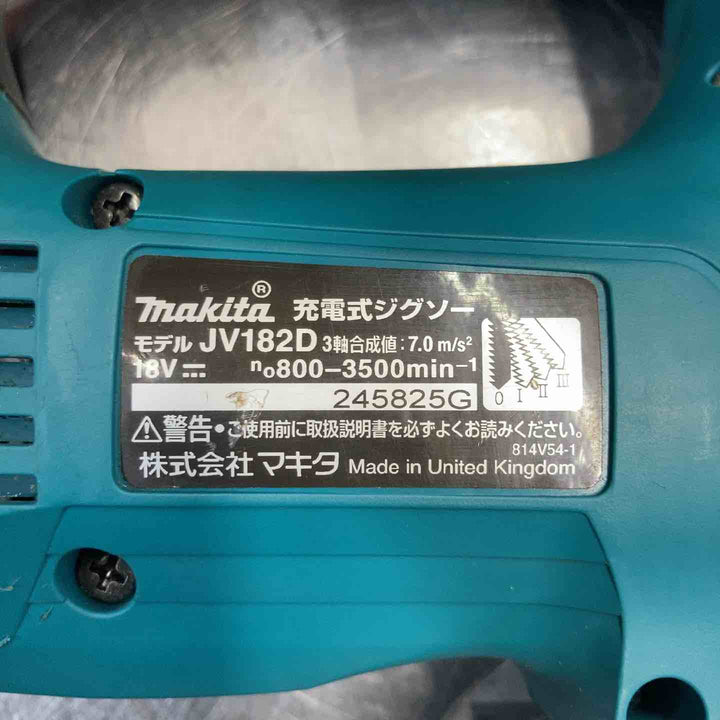 makita® 充電式ジグソー
モデル JV182D 3軸合成値:7.0 m/s²
18V⎓ n₀800-3500min⁻¹
0 I II III
245825G
⚠警告•ご使用前に取扱説明書を必ずよくお読みください。
814V54-1
株式会社マキタ Made in United Kingdom